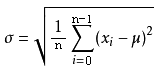 σ = √(1/n ∑_{i=0}^{n-1} (x_i − μ)²)